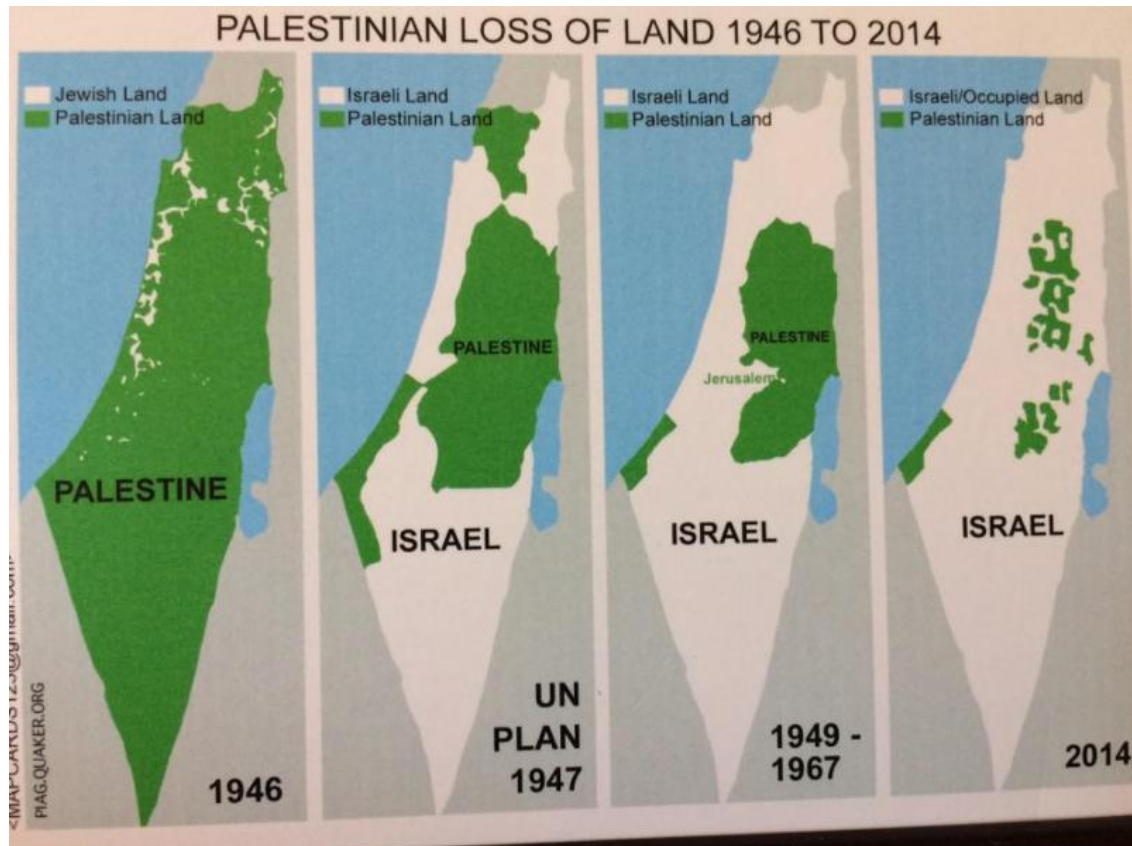 PALESTINIAN LOSS OF LAND 1946 TO 2014
Jewish Land
Palestinian Land
PALESTINE
1946
PIAG.QUAKER.ORG
Israeli Land
Palestinian Land
PALESTINE
ISRAEL
UN
PLAN
1947
Israeli Land
Palestinian Land
PALESTINE
Jerusalem
ISRAEL
1949 -
1967
Israeli/Occupied Land
Palestinian Land
ISRAEL
2014